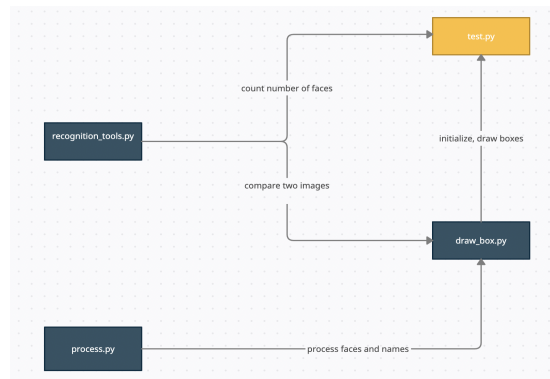 test.py
count number of faces
recognition_tools.py
initialize, draw boxes
compare two images
draw_box.py
process.py
process faces and names